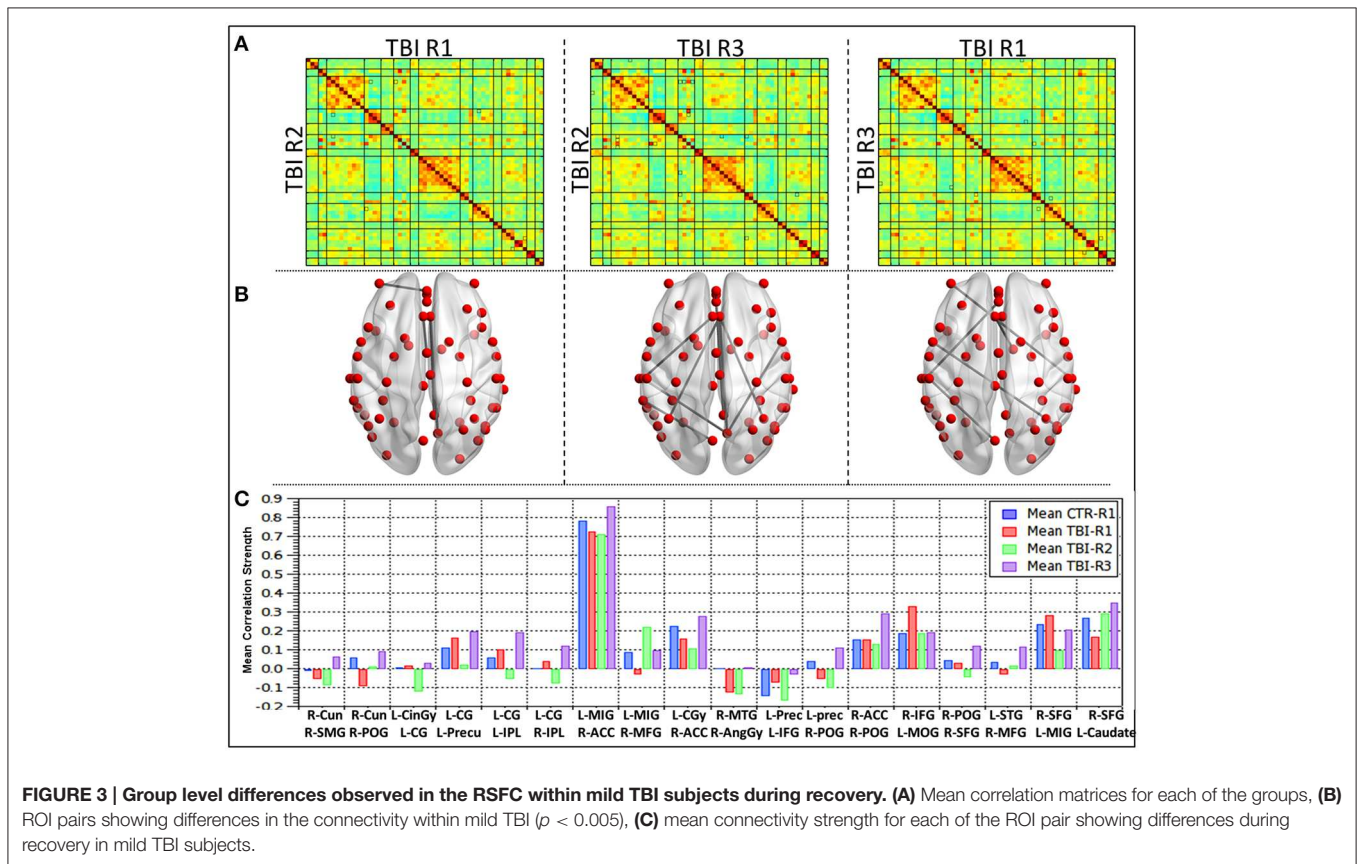 A
TBI R1
TBI R3
TBI R1
TBI R2
TBI R2
TBI R3
B
C
Mean Correlation Strength
0.9
0.8
0.7
0.6
0.5
0.4
0.3
0.2
0.1
0.0
-0.1
-0.2
Mean CTR-R1
Mean TBI-R1
Mean TBI-R2
Mean TBI-R3
R-Cun R-Cun L-CinGy L-CG L-CG L-CG L-MIG L-MIG L-CGy R-MTG L-Prec L-prec R-ACC R-IFG R-POG L-STG R-SFG R-SFG
R-SMG R-POG L-CG L-Precu L-IPL R-IPL R-ACC R-MFG R-ACC R-AngGy L-IFG R-POG R-POG L-MOG R-SFG R-MFG L-MIG L-Caudate
FIGURE 3 | Group level differences observed in the RSFC within mild TBI subjects during recovery. (A) Mean correlation matrices for each of the groups, (B)
ROI pairs showing differences in the connectivity within mild TBI (p < 0.005), (C) mean connectivity strength for each of the ROI pair showing differences during
recovery in mild TBI subjects.